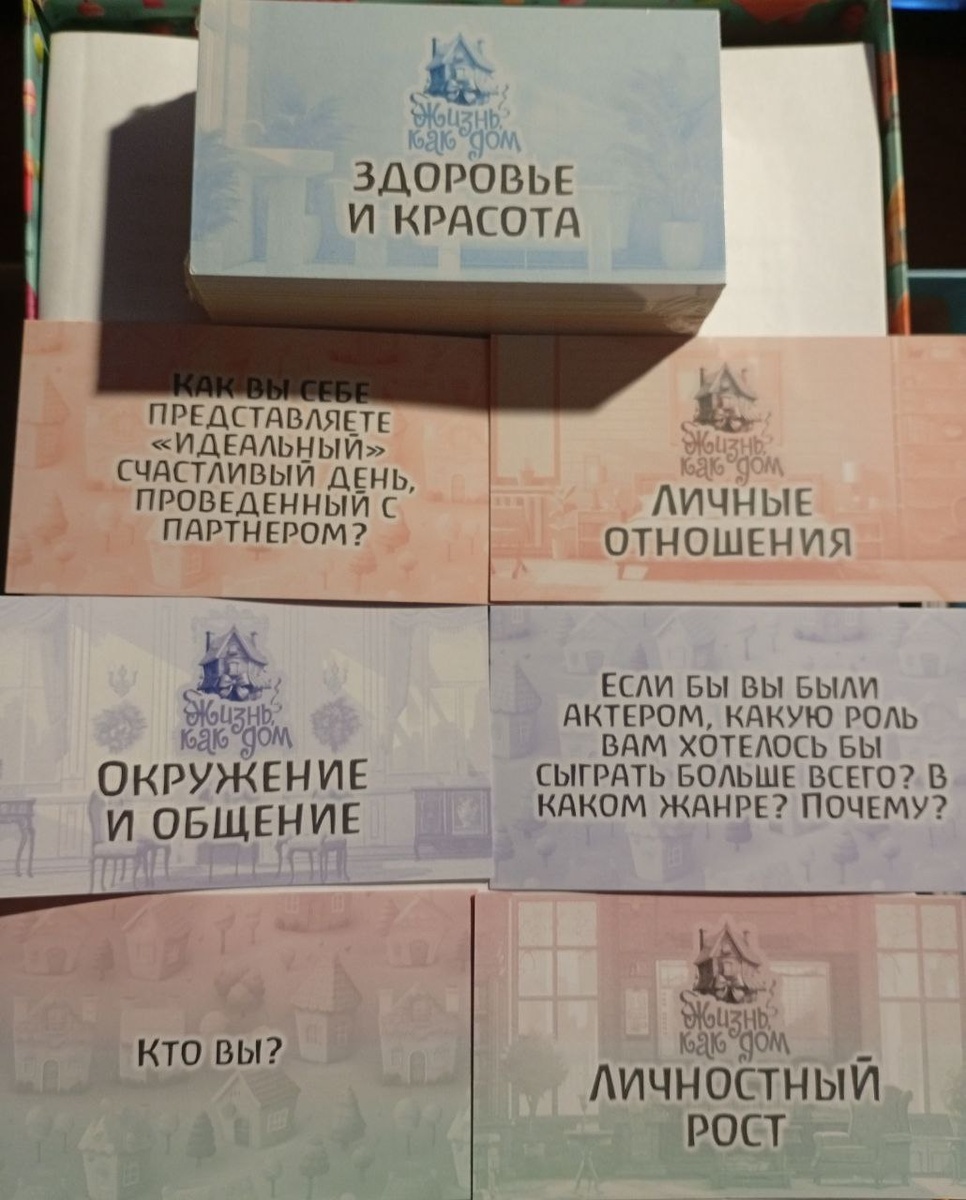 Жизнь,
как дом
ЗДОРОВЬЕ
И КРАСОТА
КАК ВЫ СЕБЕ
ПРЕДСТАВЛЯЕТЕ
«ИДЕАЛЬНЫЙ»
СЧАСТЛИВЫЙ ДЕНЬ,
ПРОВЕДЕННЫЙ С
ПАРТНЕРОМ?
Жизнь,
как дом
ЛИЧНЫЕ
ОТНОШЕНИЯ
Жизнь,
как дом
ОКРУЖЕНИЕ
И ОБЩЕНИЕ
ЕСЛИ БЫ ВЫ БЫЛИ
АКТЕРОМ, КАКУЮ РОЛЬ
ВАМ ХОТЕЛОСЬ БЫ
СЫГРАТЬ БОЛЬШЕ ВСЕГО? В
КАКОМ ЖАНРЕ? ПОЧЕМУ?
КТО ВЫ?
Жизнь,
как дом
ЛИЧНОСТНЫЙ
РОСТ